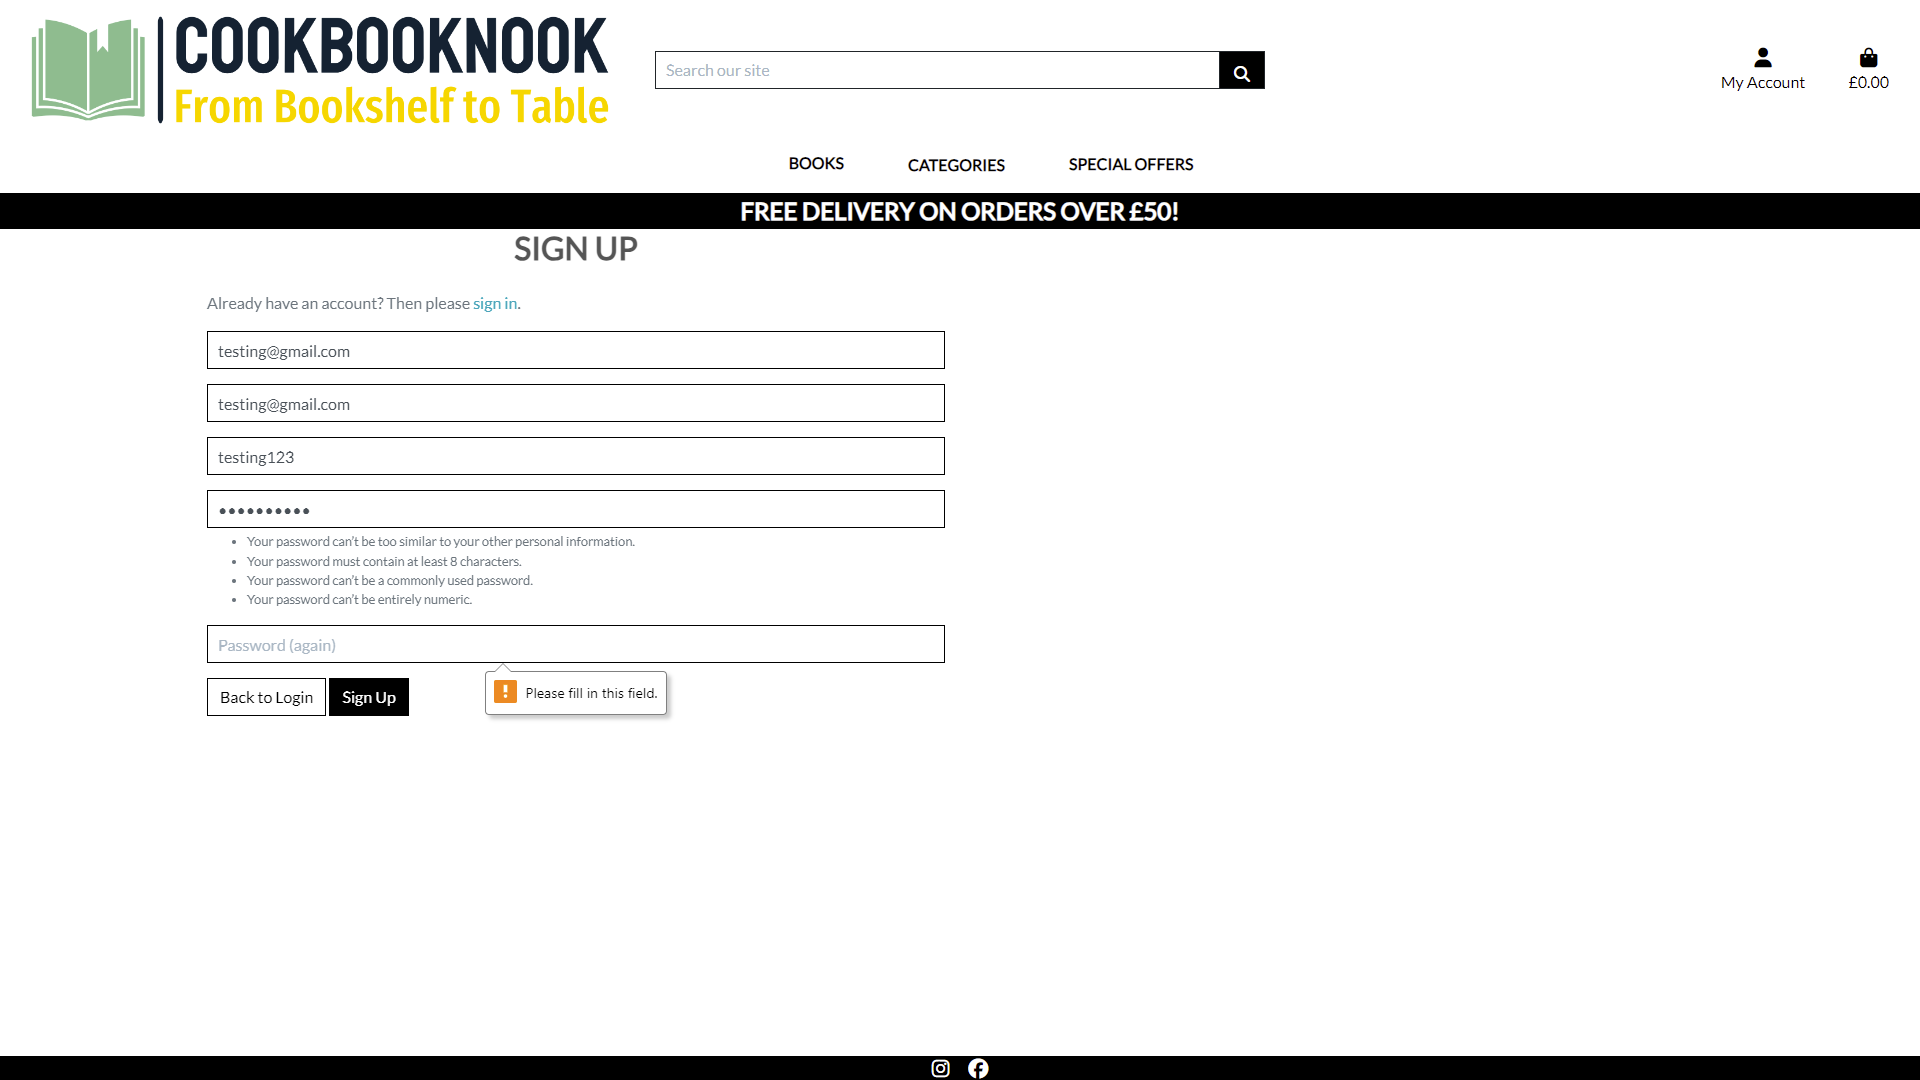 COOKBOOKNOOK
From Bookshelf to Table
Search our site
My Account
£0.00
BOOKS
CATEGORIES
SPECIAL OFFERS
FREE DELIVERY ON ORDERS OVER £50!
SIGN UP
Already have an account? Then please sign in.
testing@gmail.com
testing@gmail.com
testing123
••••••••••
• Your password can’t be too similar to your other personal information.
• Your password must contain at least 8 characters.
• Your password can’t be a commonly used password.
• Your password can’t be entirely numeric.
Password (again)
Back to Login
Sign Up
Please fill in this field.